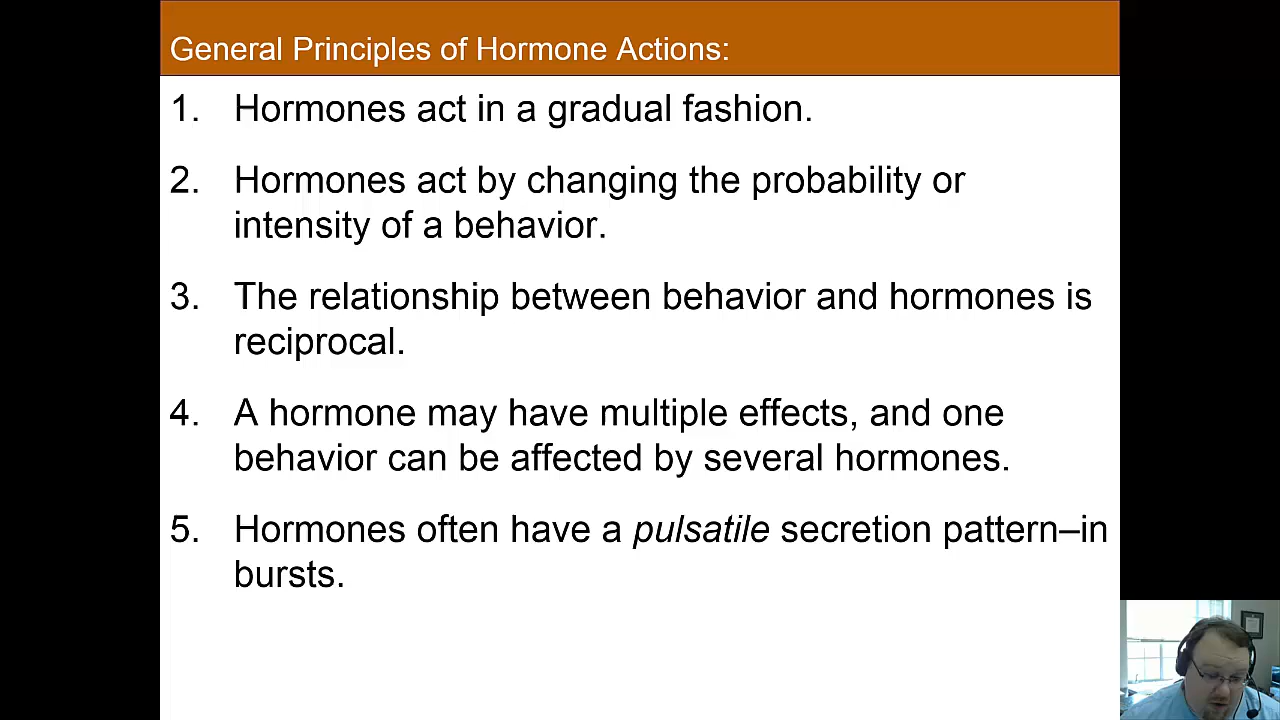 General Principles of Hormone Actions:
1. Hormones act in a gradual fashion.
2. Hormones act by changing the probability or
intensity of a behavior.
3. The relationship between behavior and hormones is
reciprocal.
4. A hormone may have multiple effects, and one
behavior can be affected by several hormones.
5. Hormones often have a pulsatile secretion pattern–in
bursts.